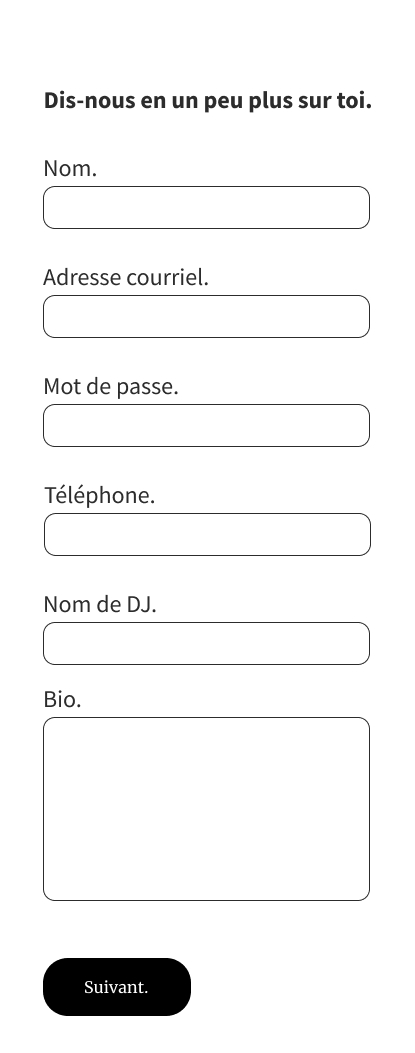 Dis-nous en un peu plus sur toi.
Nom.
Adresse courriel.
Mot de passe.
Téléphone.
Nom de DJ.
Bio.
Suivant.